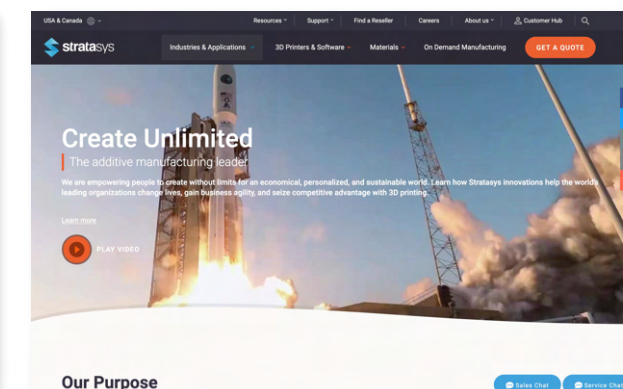 USA & Canada
Resources
Support
Find a Reseller
Careers
About us
Customer Hub
stratasys
Industries & Applications
3D Printers & Software
Materials
On Demand Manufacturing
GET A QUOTE
Create Unlimited
The additive manufacturing leader
We are empowering people to create without limits for an economical, personalized, and sustainable world. Learn how Stratasys innovations help the world's
leading organizations change lives, gain business agility, and seize competitive advantage with 3D printing.
Learn more
PLAY VIDEO
Our Purpose
Sales Chat
Service Chat